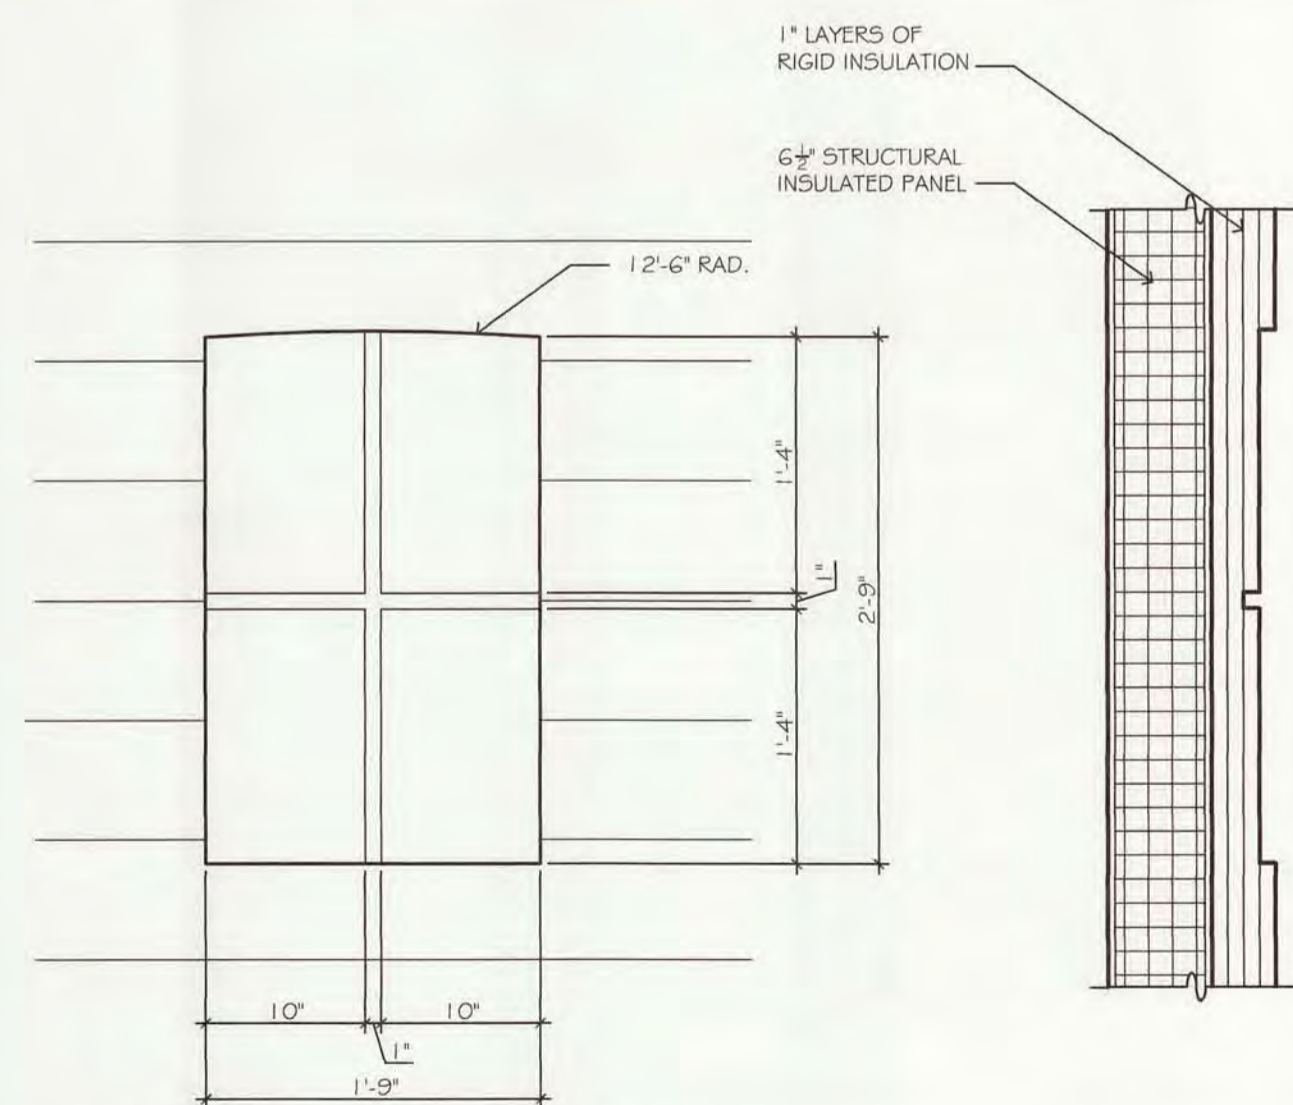 1" LAYERS OF
RIGID INSULATION
6½" STRUCTURAL
INSULATED PANEL
12'-6" RAD.
1'-4"
1"
2'-9"
1'-4"
10"
10"
1"
1'-9"